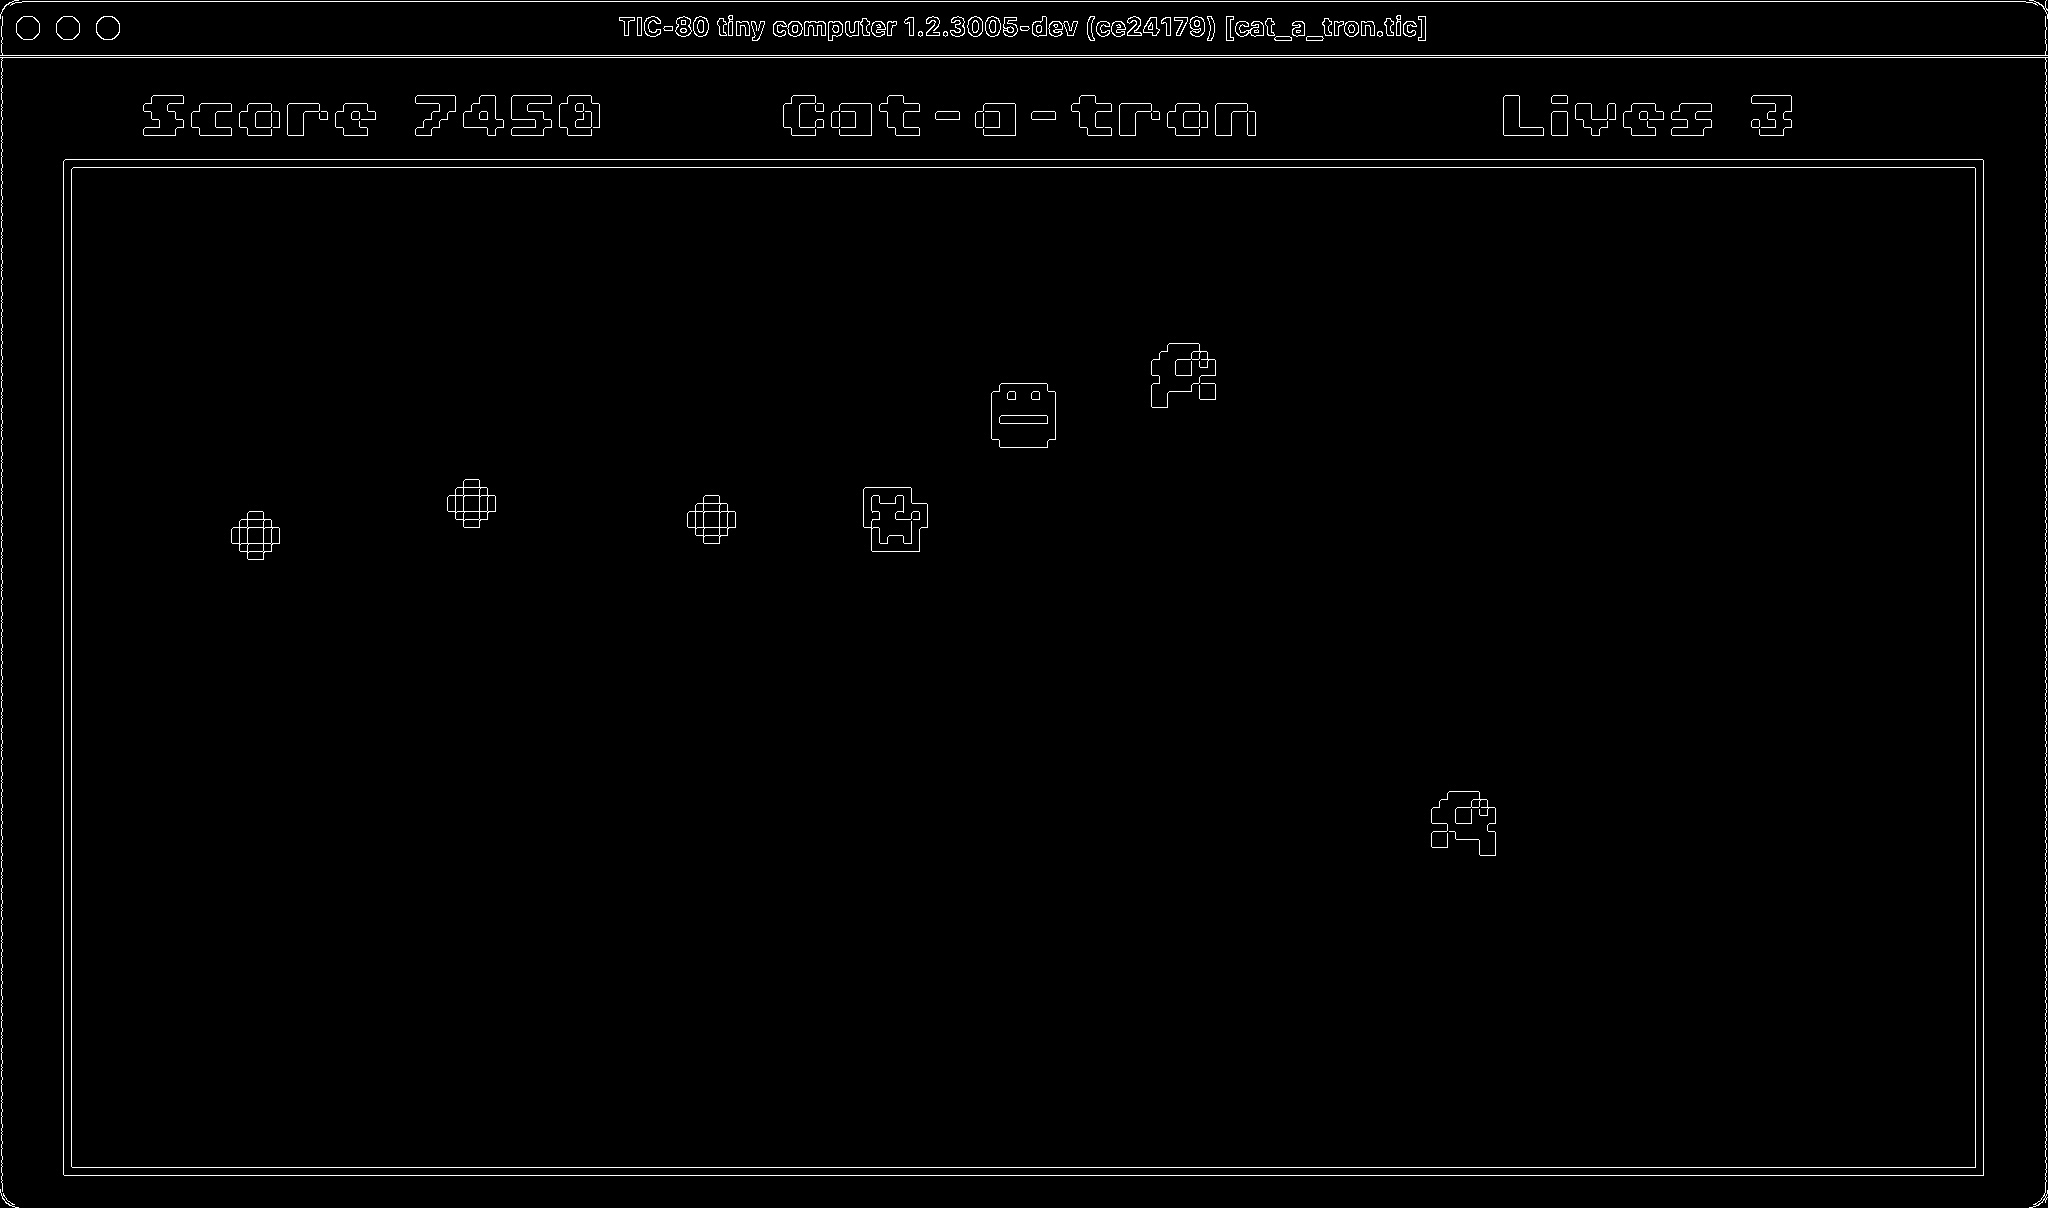 TIC-80 tiny computer 1.2.3005-dev (ce24179) [cat_a_tron.tic]
Score 7450 Cat-a-tron Lives 3